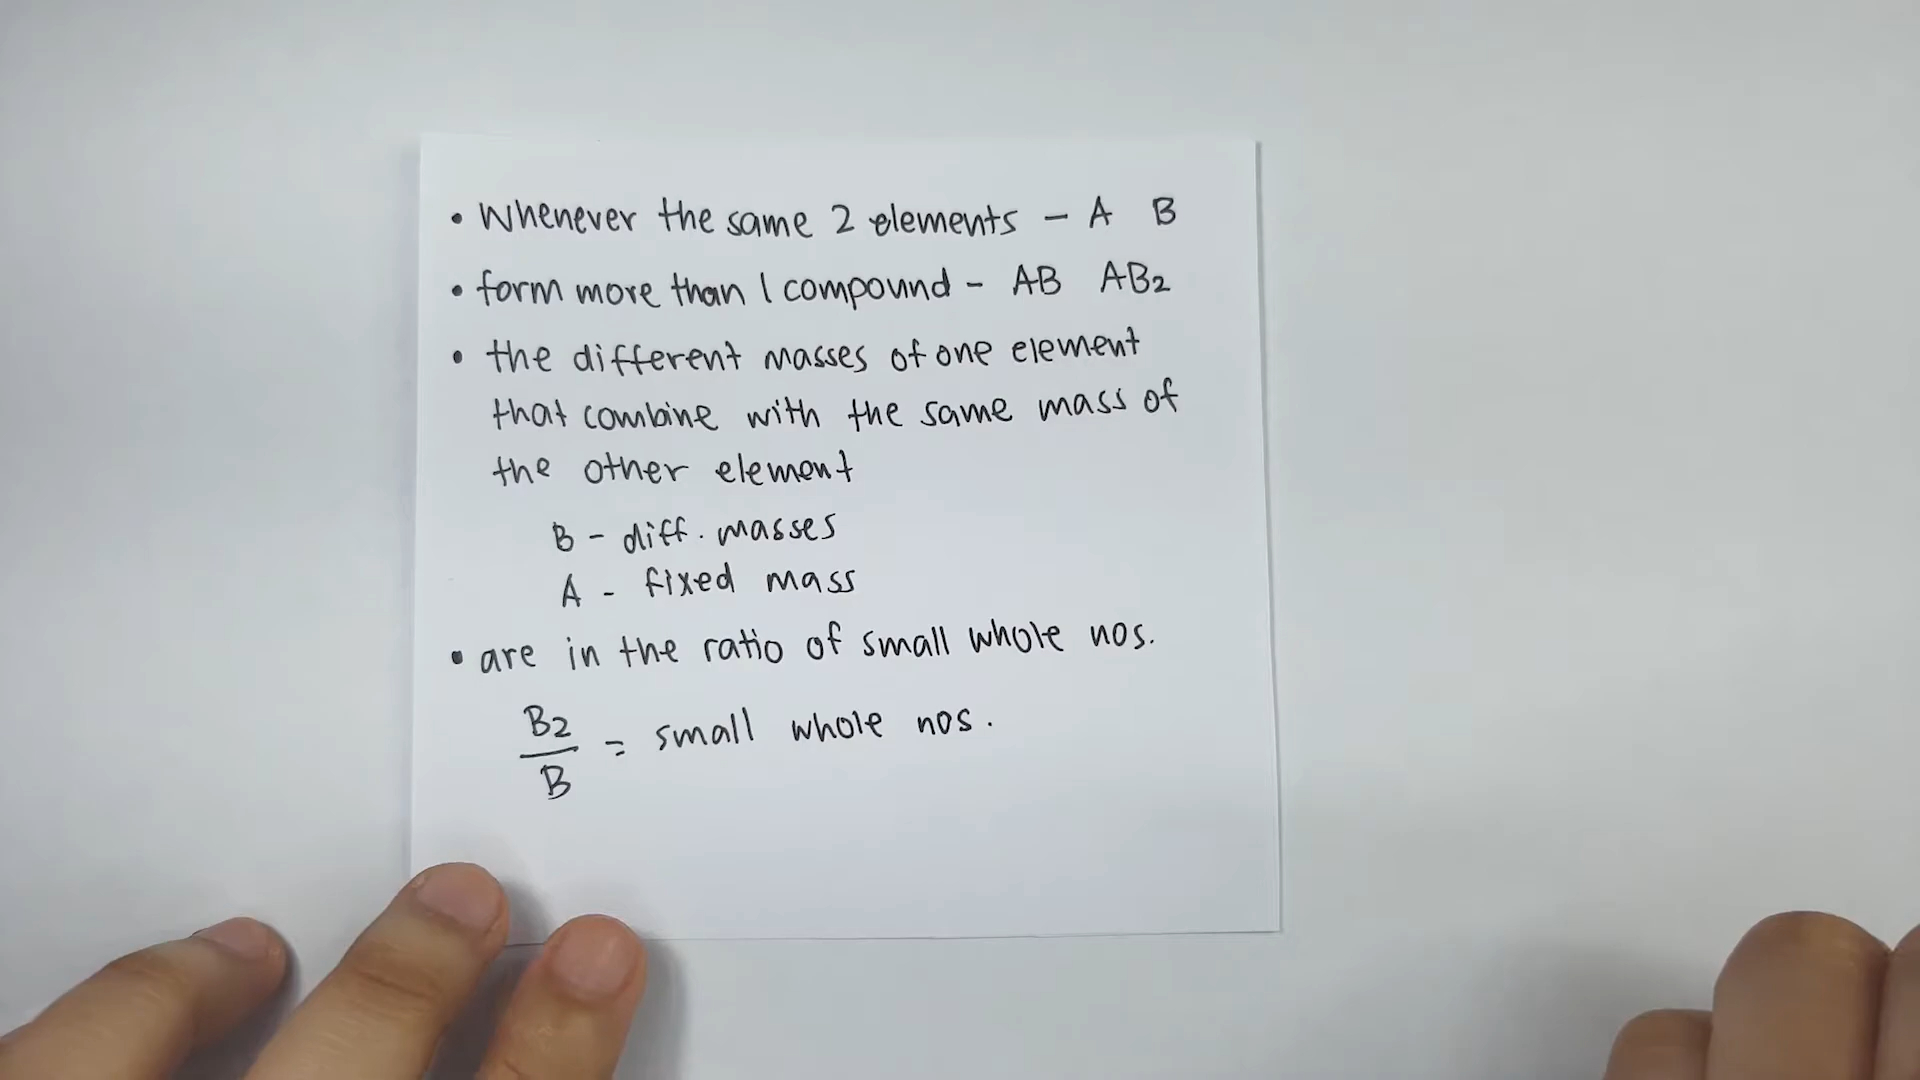 • Whenever the same 2 elements – A B
• form more than 1 compound - AB AB₂
• the different masses of one element
that combine with the same mass of
the other element
B - diff. masses
A - fixed mass
• are in the ratio of small whole nos.
B₂/B = small whole nos.